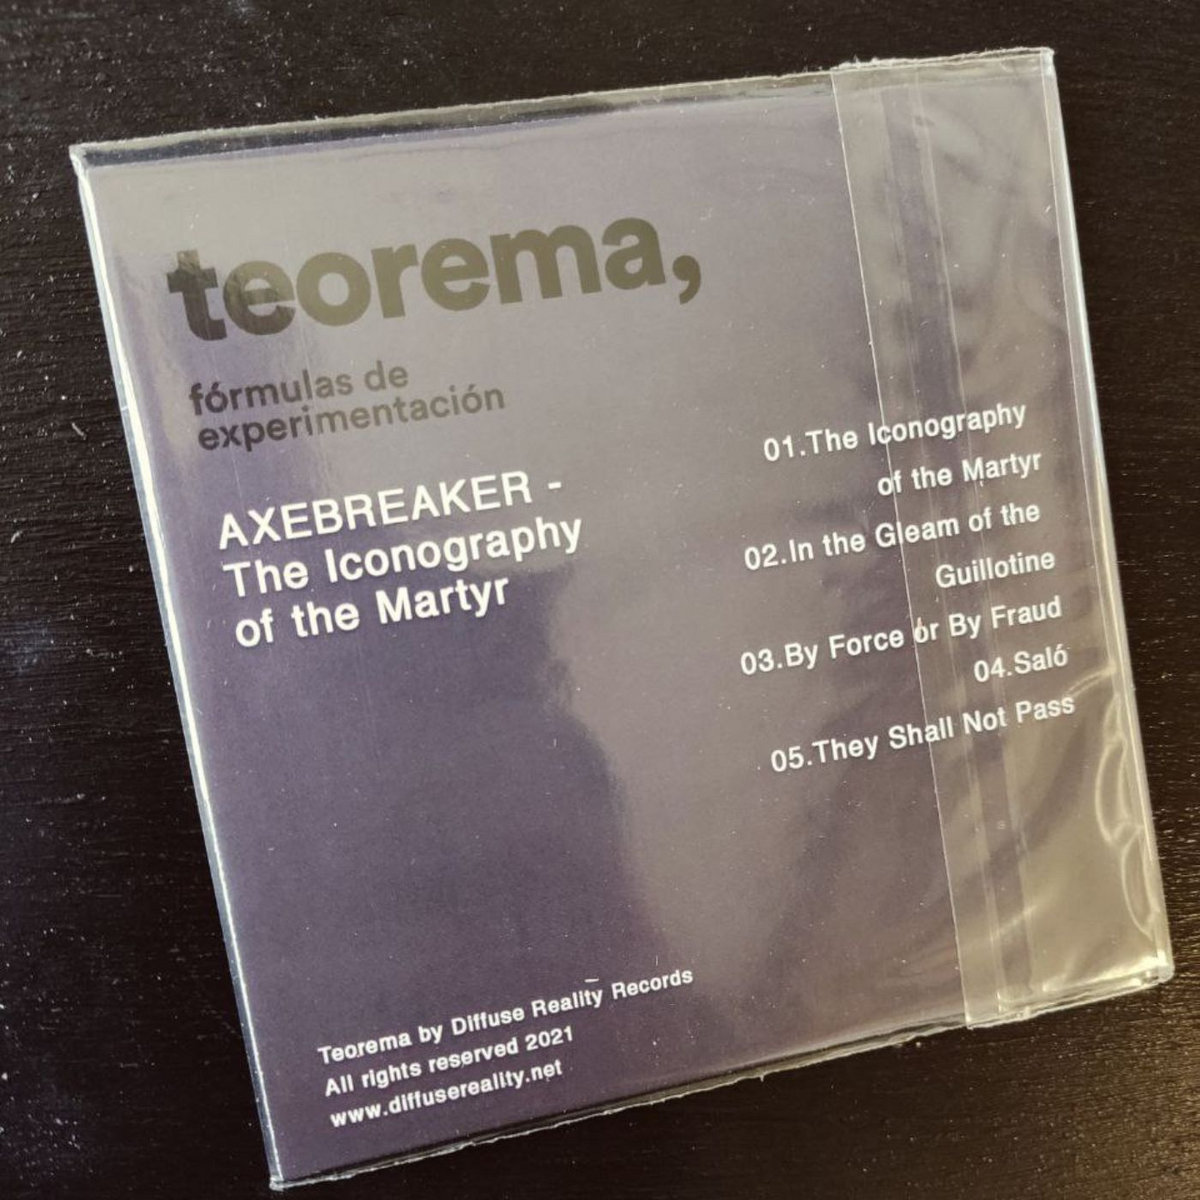 teorema,
fórmulas de
experimentación
AXEBREAKER -
The Iconography
of the Martyr
01.The Iconography
of the Martyr
02.In the Gleam of the
Guillotine
03.By Force or By Fraud
04.Saló
05.They Shall Not Pass
Teorema by Diffuse Reality Records
All rights reserved 2021
www.diffusereality.net